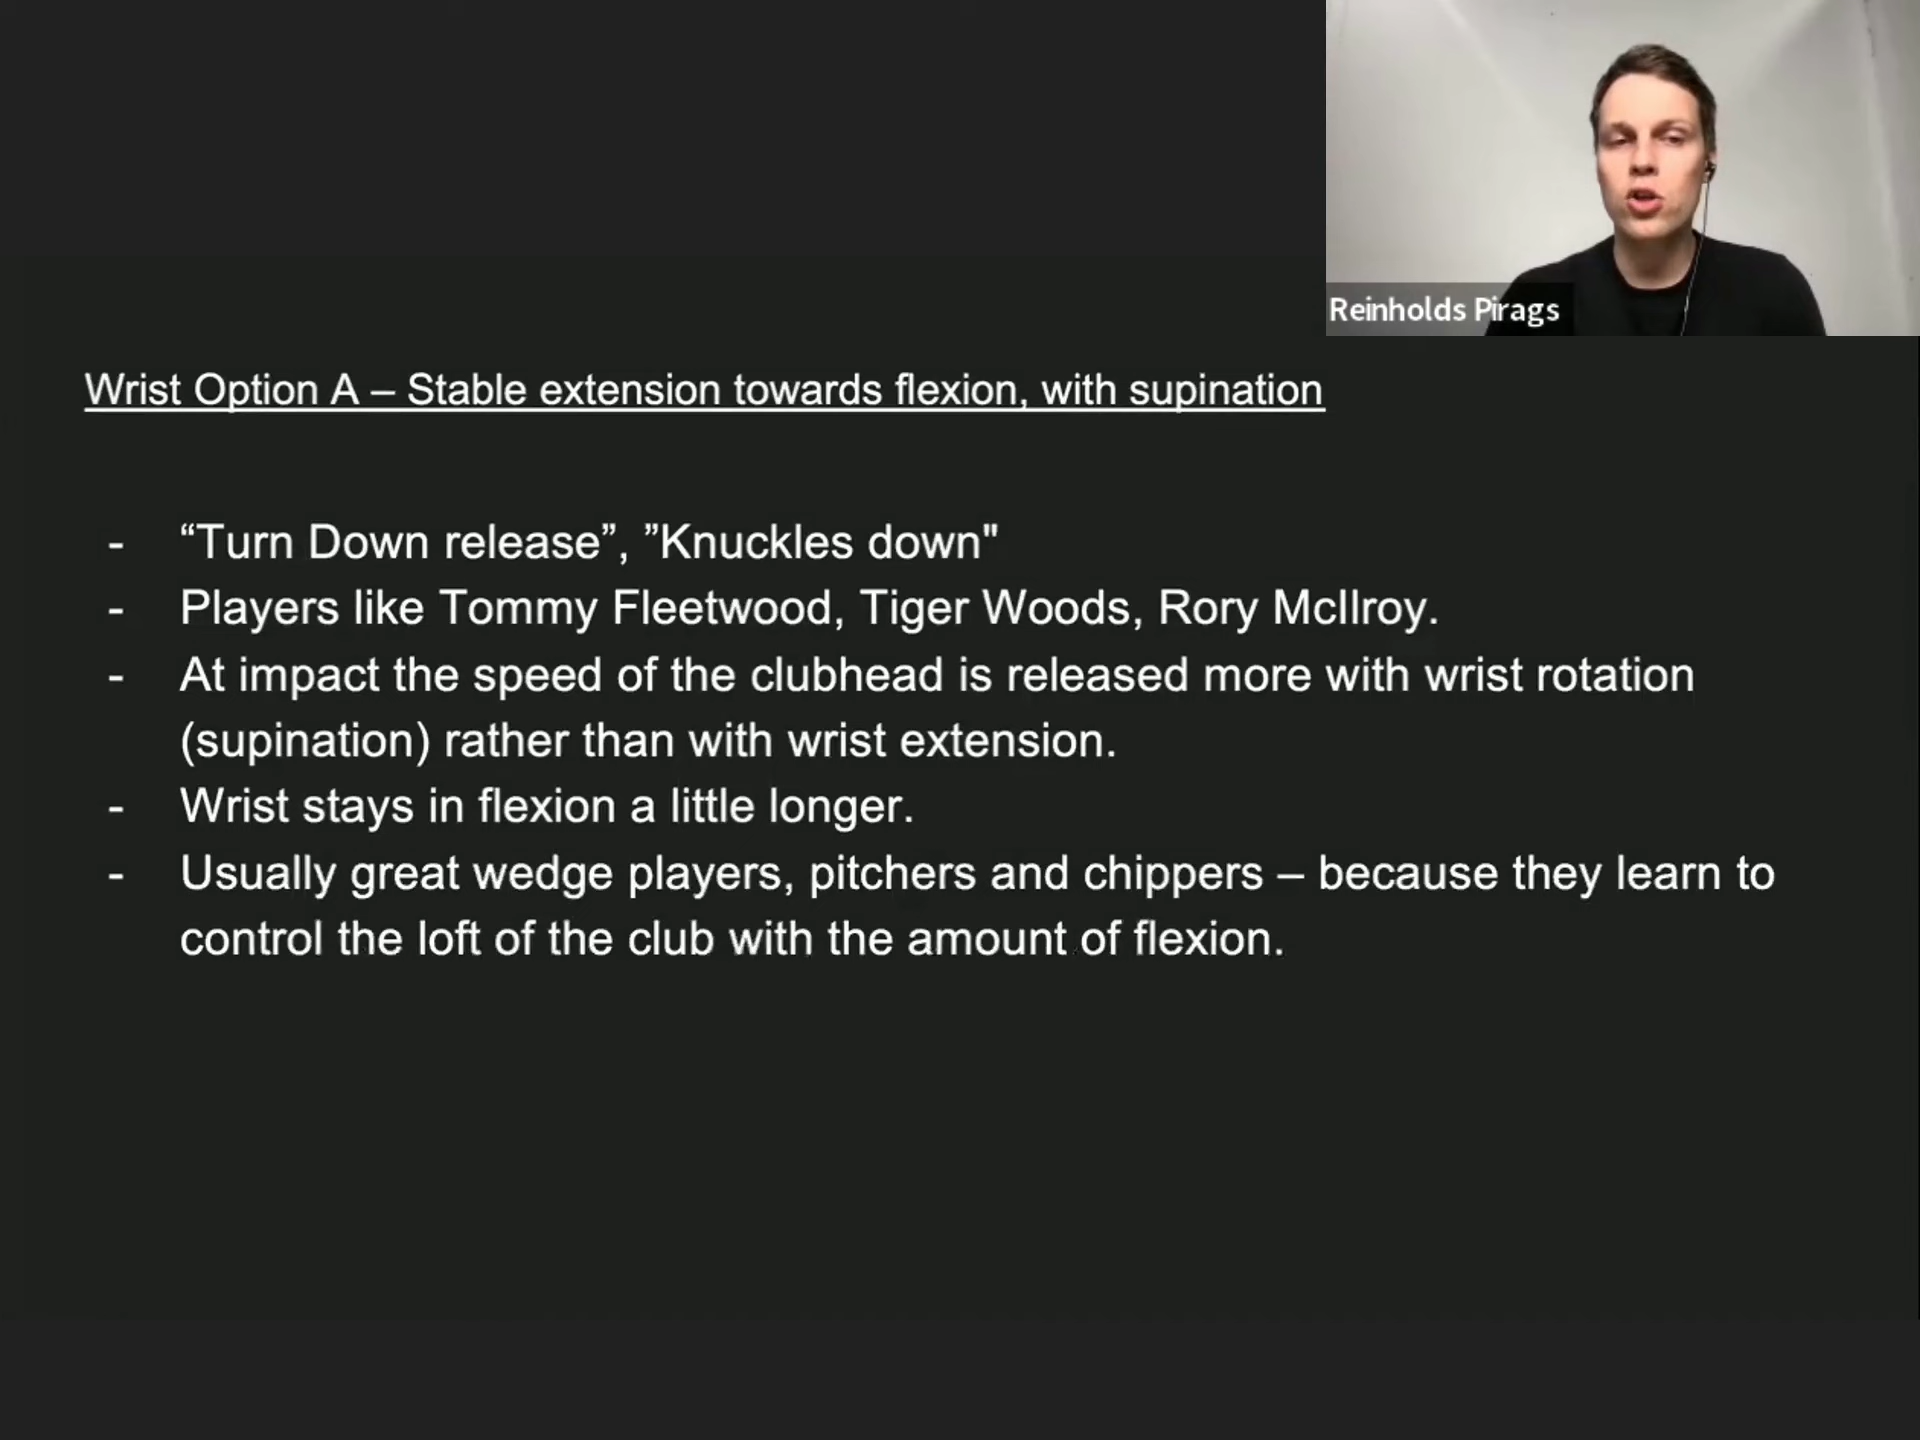 Reinholds Pirags
Wrist Option A – Stable extension towards flexion, with supination
- “Turn Down release”, ”Knuckles down"
- Players like Tommy Fleetwood, Tiger Woods, Rory McIlroy.
- At impact the speed of the clubhead is released more with wrist rotation
(supination) rather than with wrist extension.
- Wrist stays in flexion a little longer.
- Usually great wedge players, pitchers and chippers – because they learn to
control the loft of the club with the amount of flexion.